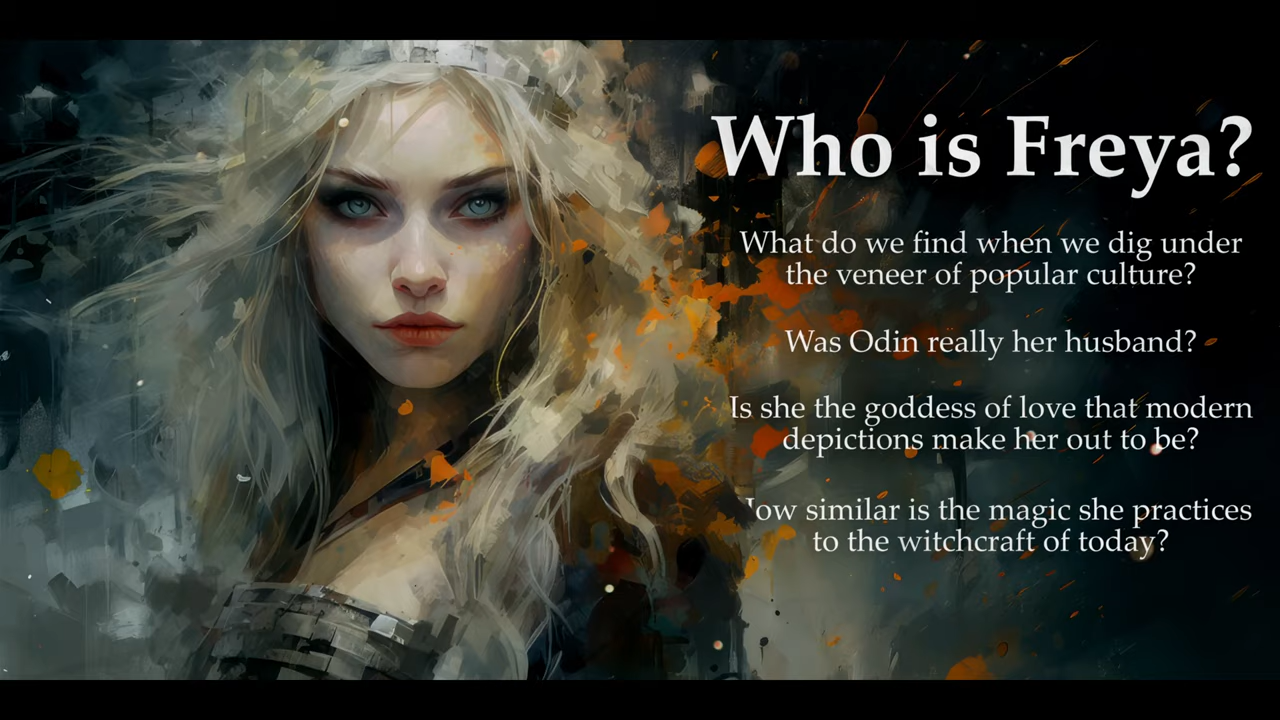 Who is Freya?
What do we find when we dig under
the veneer of popular culture?
Was Odin really her husband?
Is she the goddess of love that modern
depictions make her out to be?
How similar is the magic she practices
to the witchcraft of today?